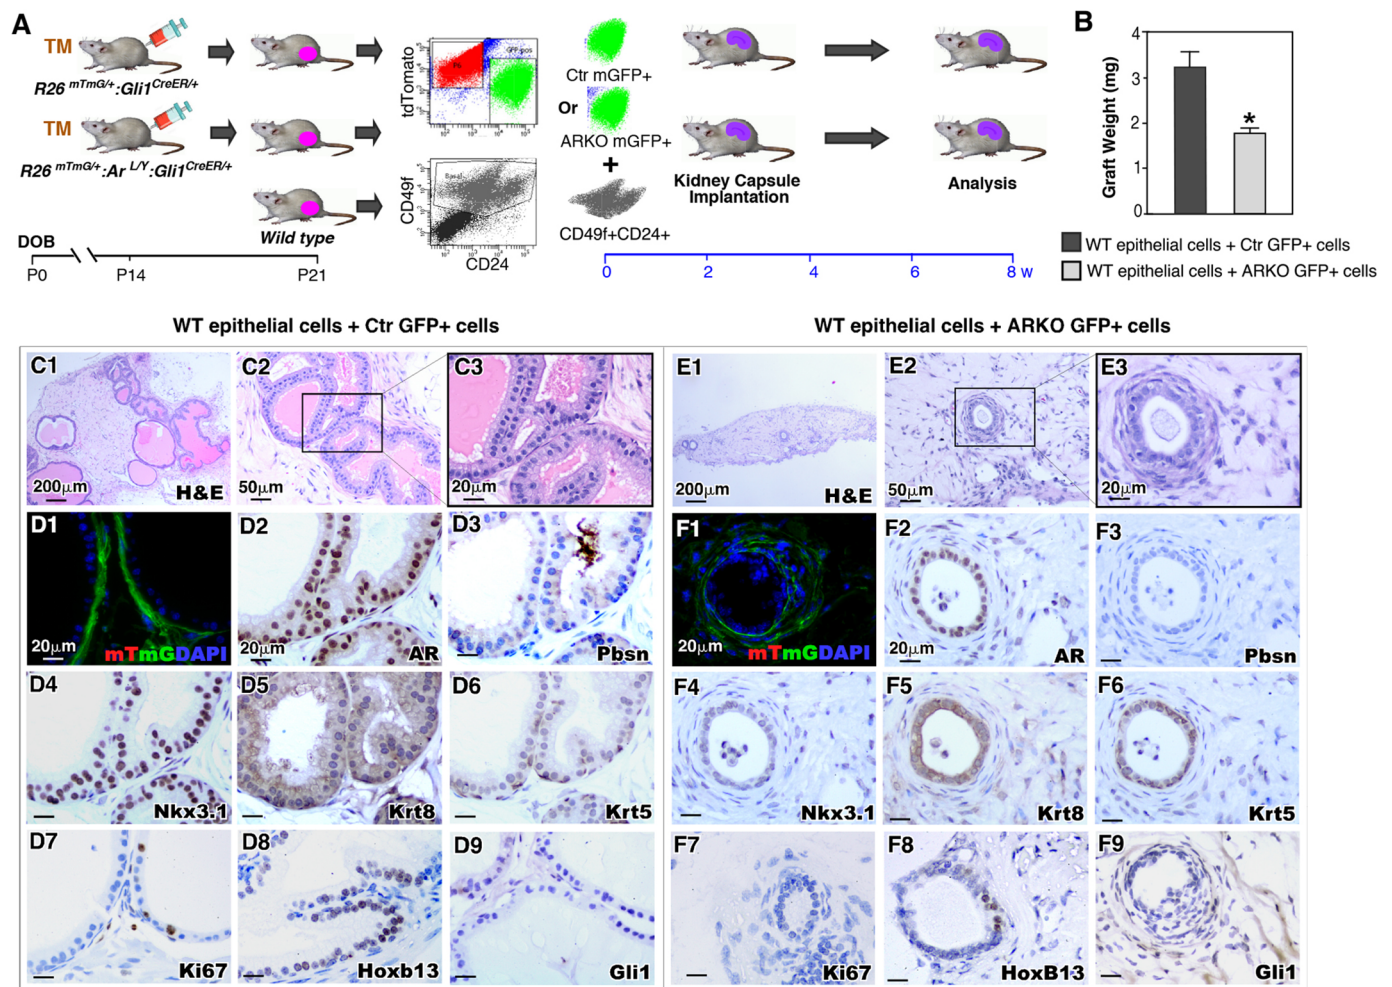 A
TM
R26 mTmG/+:Gli1CreER/+
TM
R26 mTmG/+:Ar L/Y:Gli1CreER/+
Wild type
DOB
P0
P14
P21
tdTomato
GFP pos
CD49f
Basal
CD24
Ctr mGFP+
Or
ARKO mGFP+
+
CD49f+CD24+
Kidney Capsule
Implantation
Analysis
0 2 4 6 8 w
B
Graft Weight (mg)
4
3
2
1
0
*
WT epithelial cells + Ctr GFP+ cells
WT epithelial cells + ARKO GFP+ cells
WT epithelial cells + Ctr GFP+ cells
C1
200µm
H&E
C2
50µm
C3
20µm
D1
20µm
mTmGDAPI
D2
20µm
AR
D3
Pbsn
D4
Nkx3.1
D5
Krt8
D6
Krt5
D7
Ki67
D8
Hoxb13
D9
Gli1
WT epithelial cells + ARKO GFP+ cells
E1
200µm
H&E
E2
50µm
E3
20µm
F1
20µm
mTmGDAPI
F2
20µm
AR
F3
Pbsn
F4
Nkx3.1
F5
Krt8
F6
Krt5
F7
Ki67
F8
HoxB13
F9
Gli1